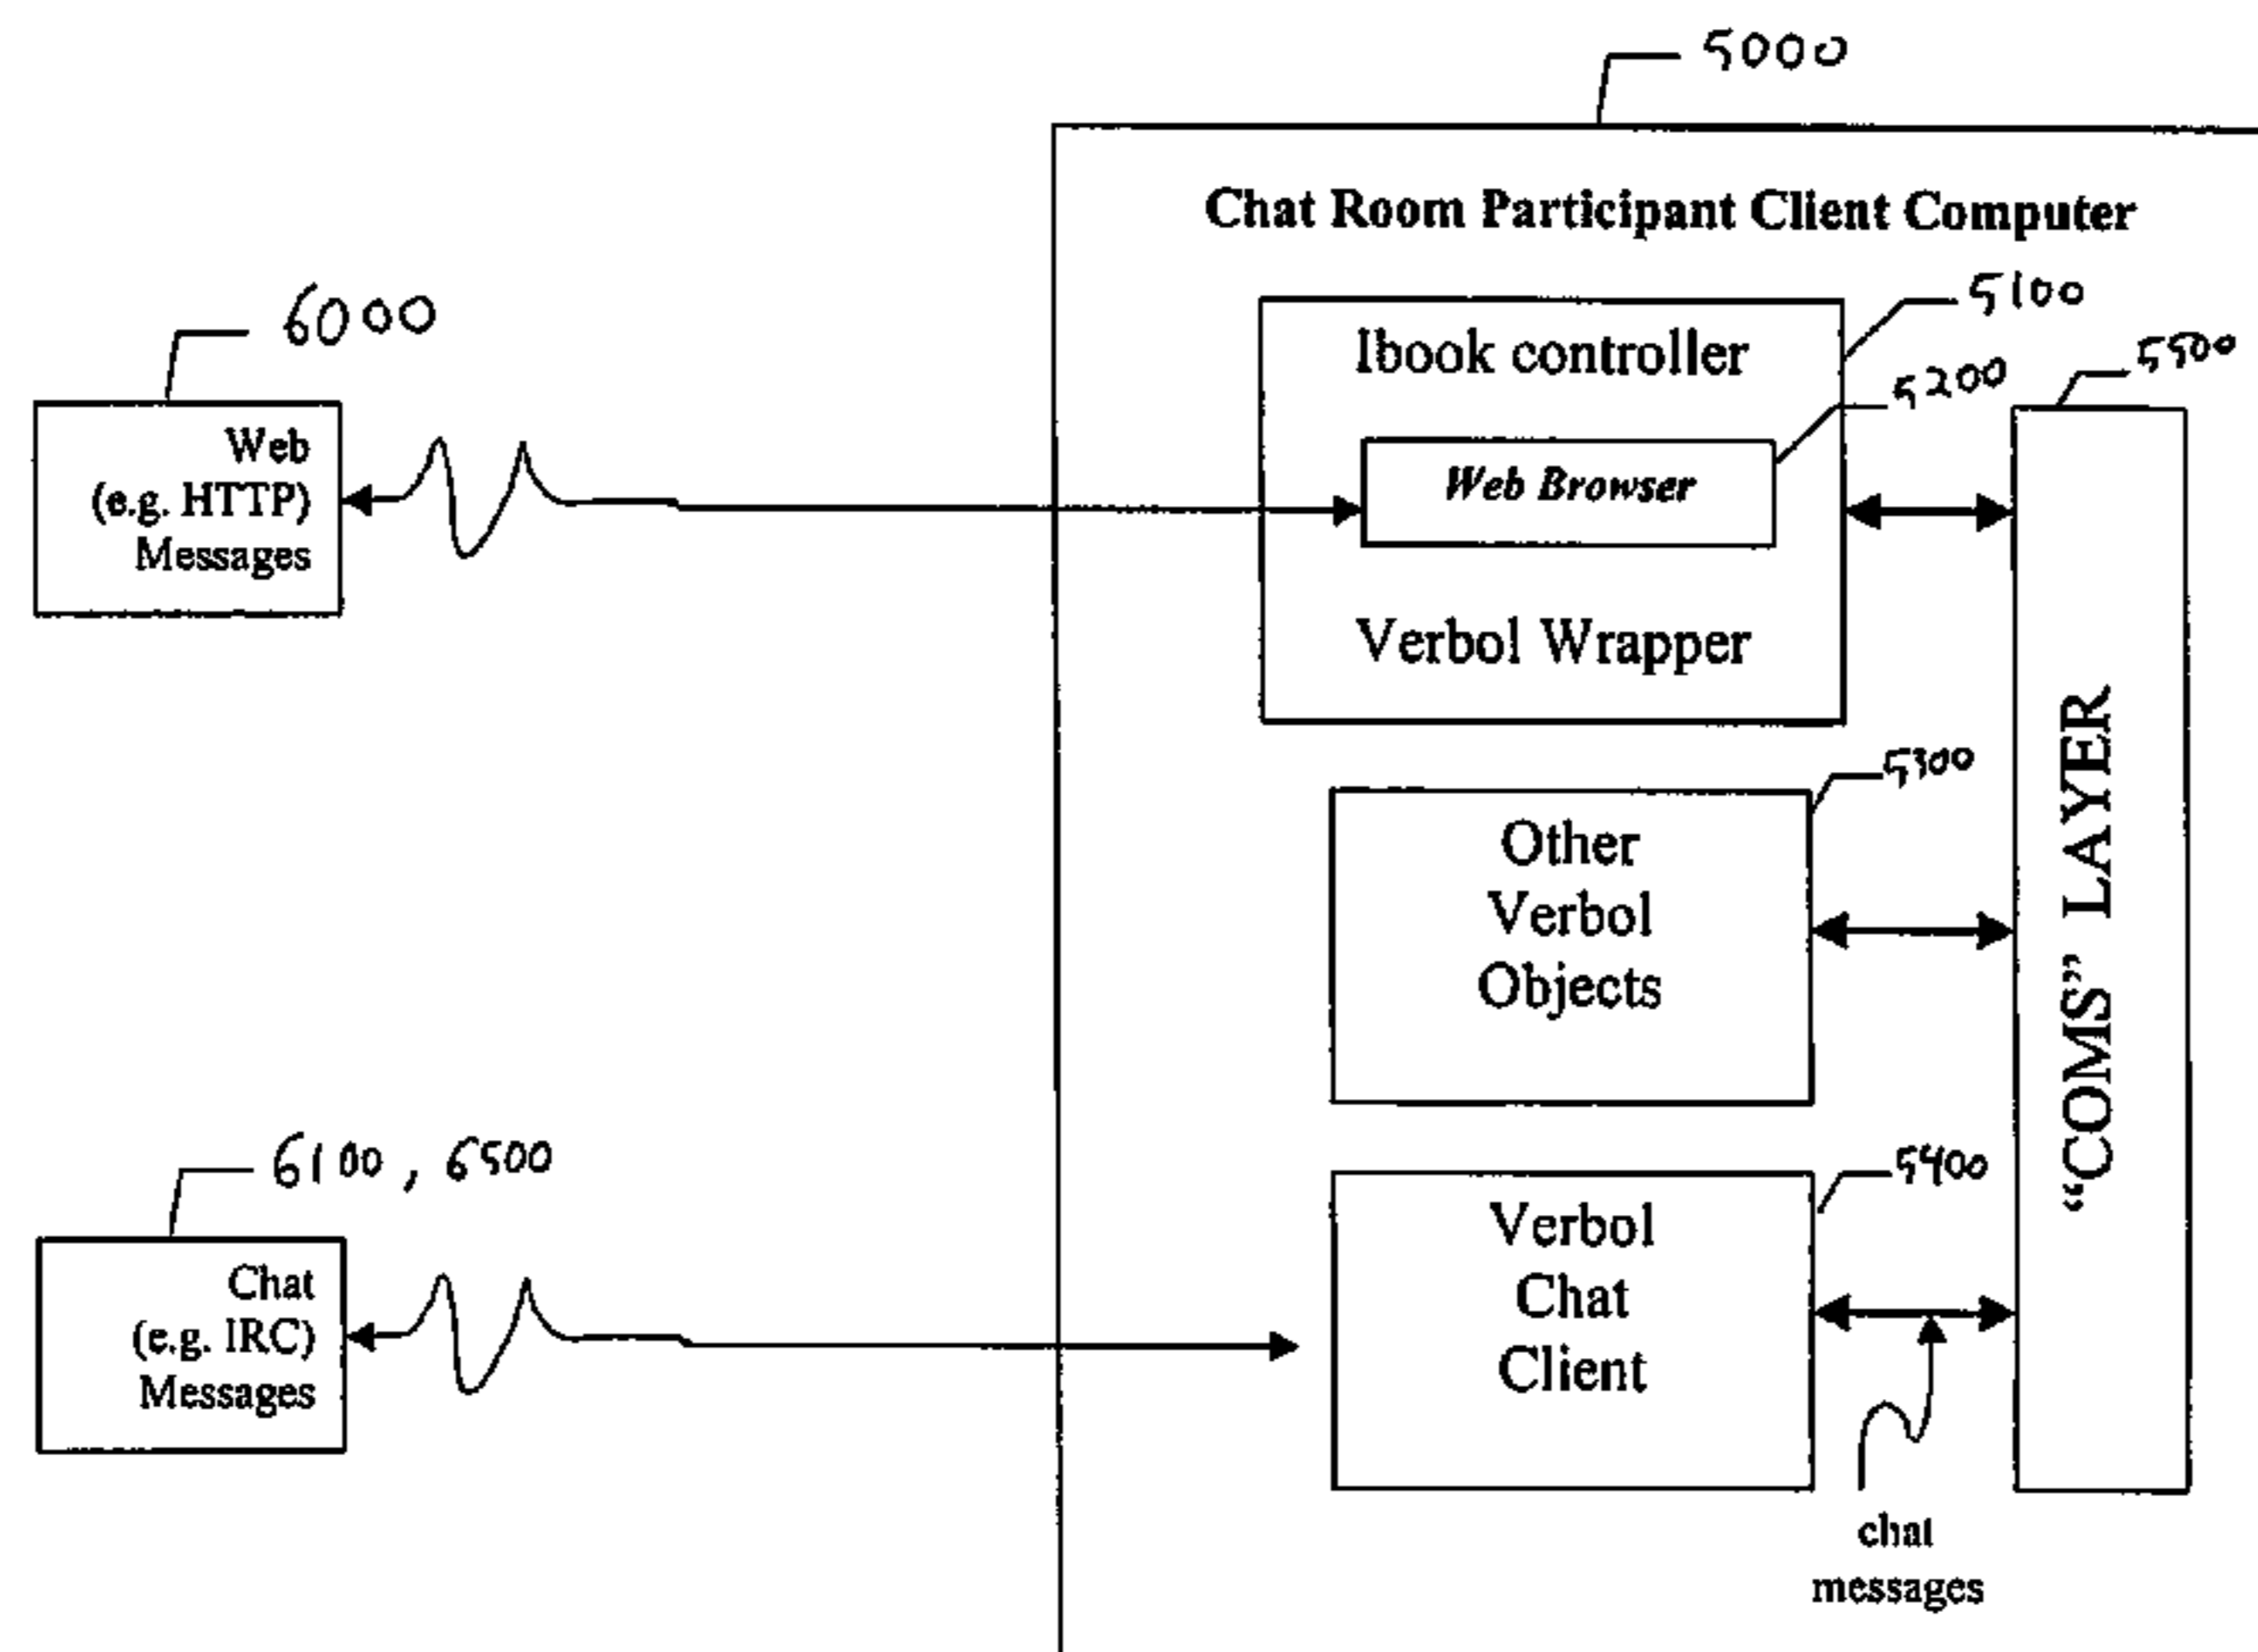 5000
Chat Room Participant Client Computer
6000
5100
Ibook controller
5500
5200
Web
(e.g. HTTP)
Messages
Web Browser
Verbol Wrapper
5300
Other
Verbol
Objects
"COMS" LAYER
6100, 6500
5400
Chat
(e.g. IRC)
Messages
Verbol
Chat
Client
chat
messages